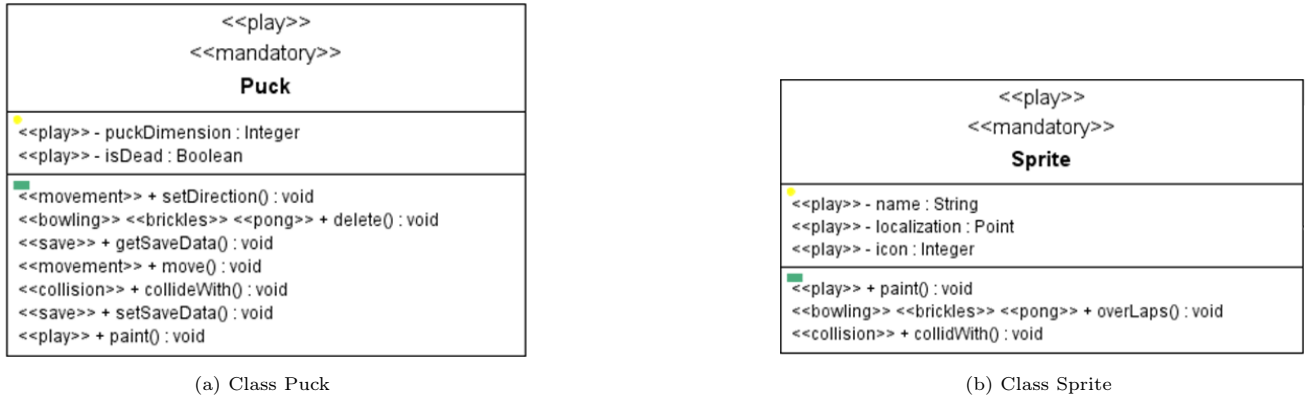 <<play>>
<<mandatory>>
Puck
<<play>> - puckDimension : Integer
<<play>> - isDead : Boolean
<<movement>> + setDirection() : void
<<bowling>> <<brickles>> <<pong>> + delete() : void
<<save>> + getSaveData() : void
<<movement>> + move() : void
<<collision>> + collideWith() : void
<<save>> + setSaveData() : void
<<play>> + paint() : void
(a) Class Puck
<<play>>
<<mandatory>>
Sprite
<<play>> - name : String
<<play>> - localization : Point
<<play>> - icon : Integer
<<play>> + paint() : void
<<bowling>> <<brickles>> <<pong>> + overLaps() : void
<<collision>> + collidWith() : void
(b) Class Sprite